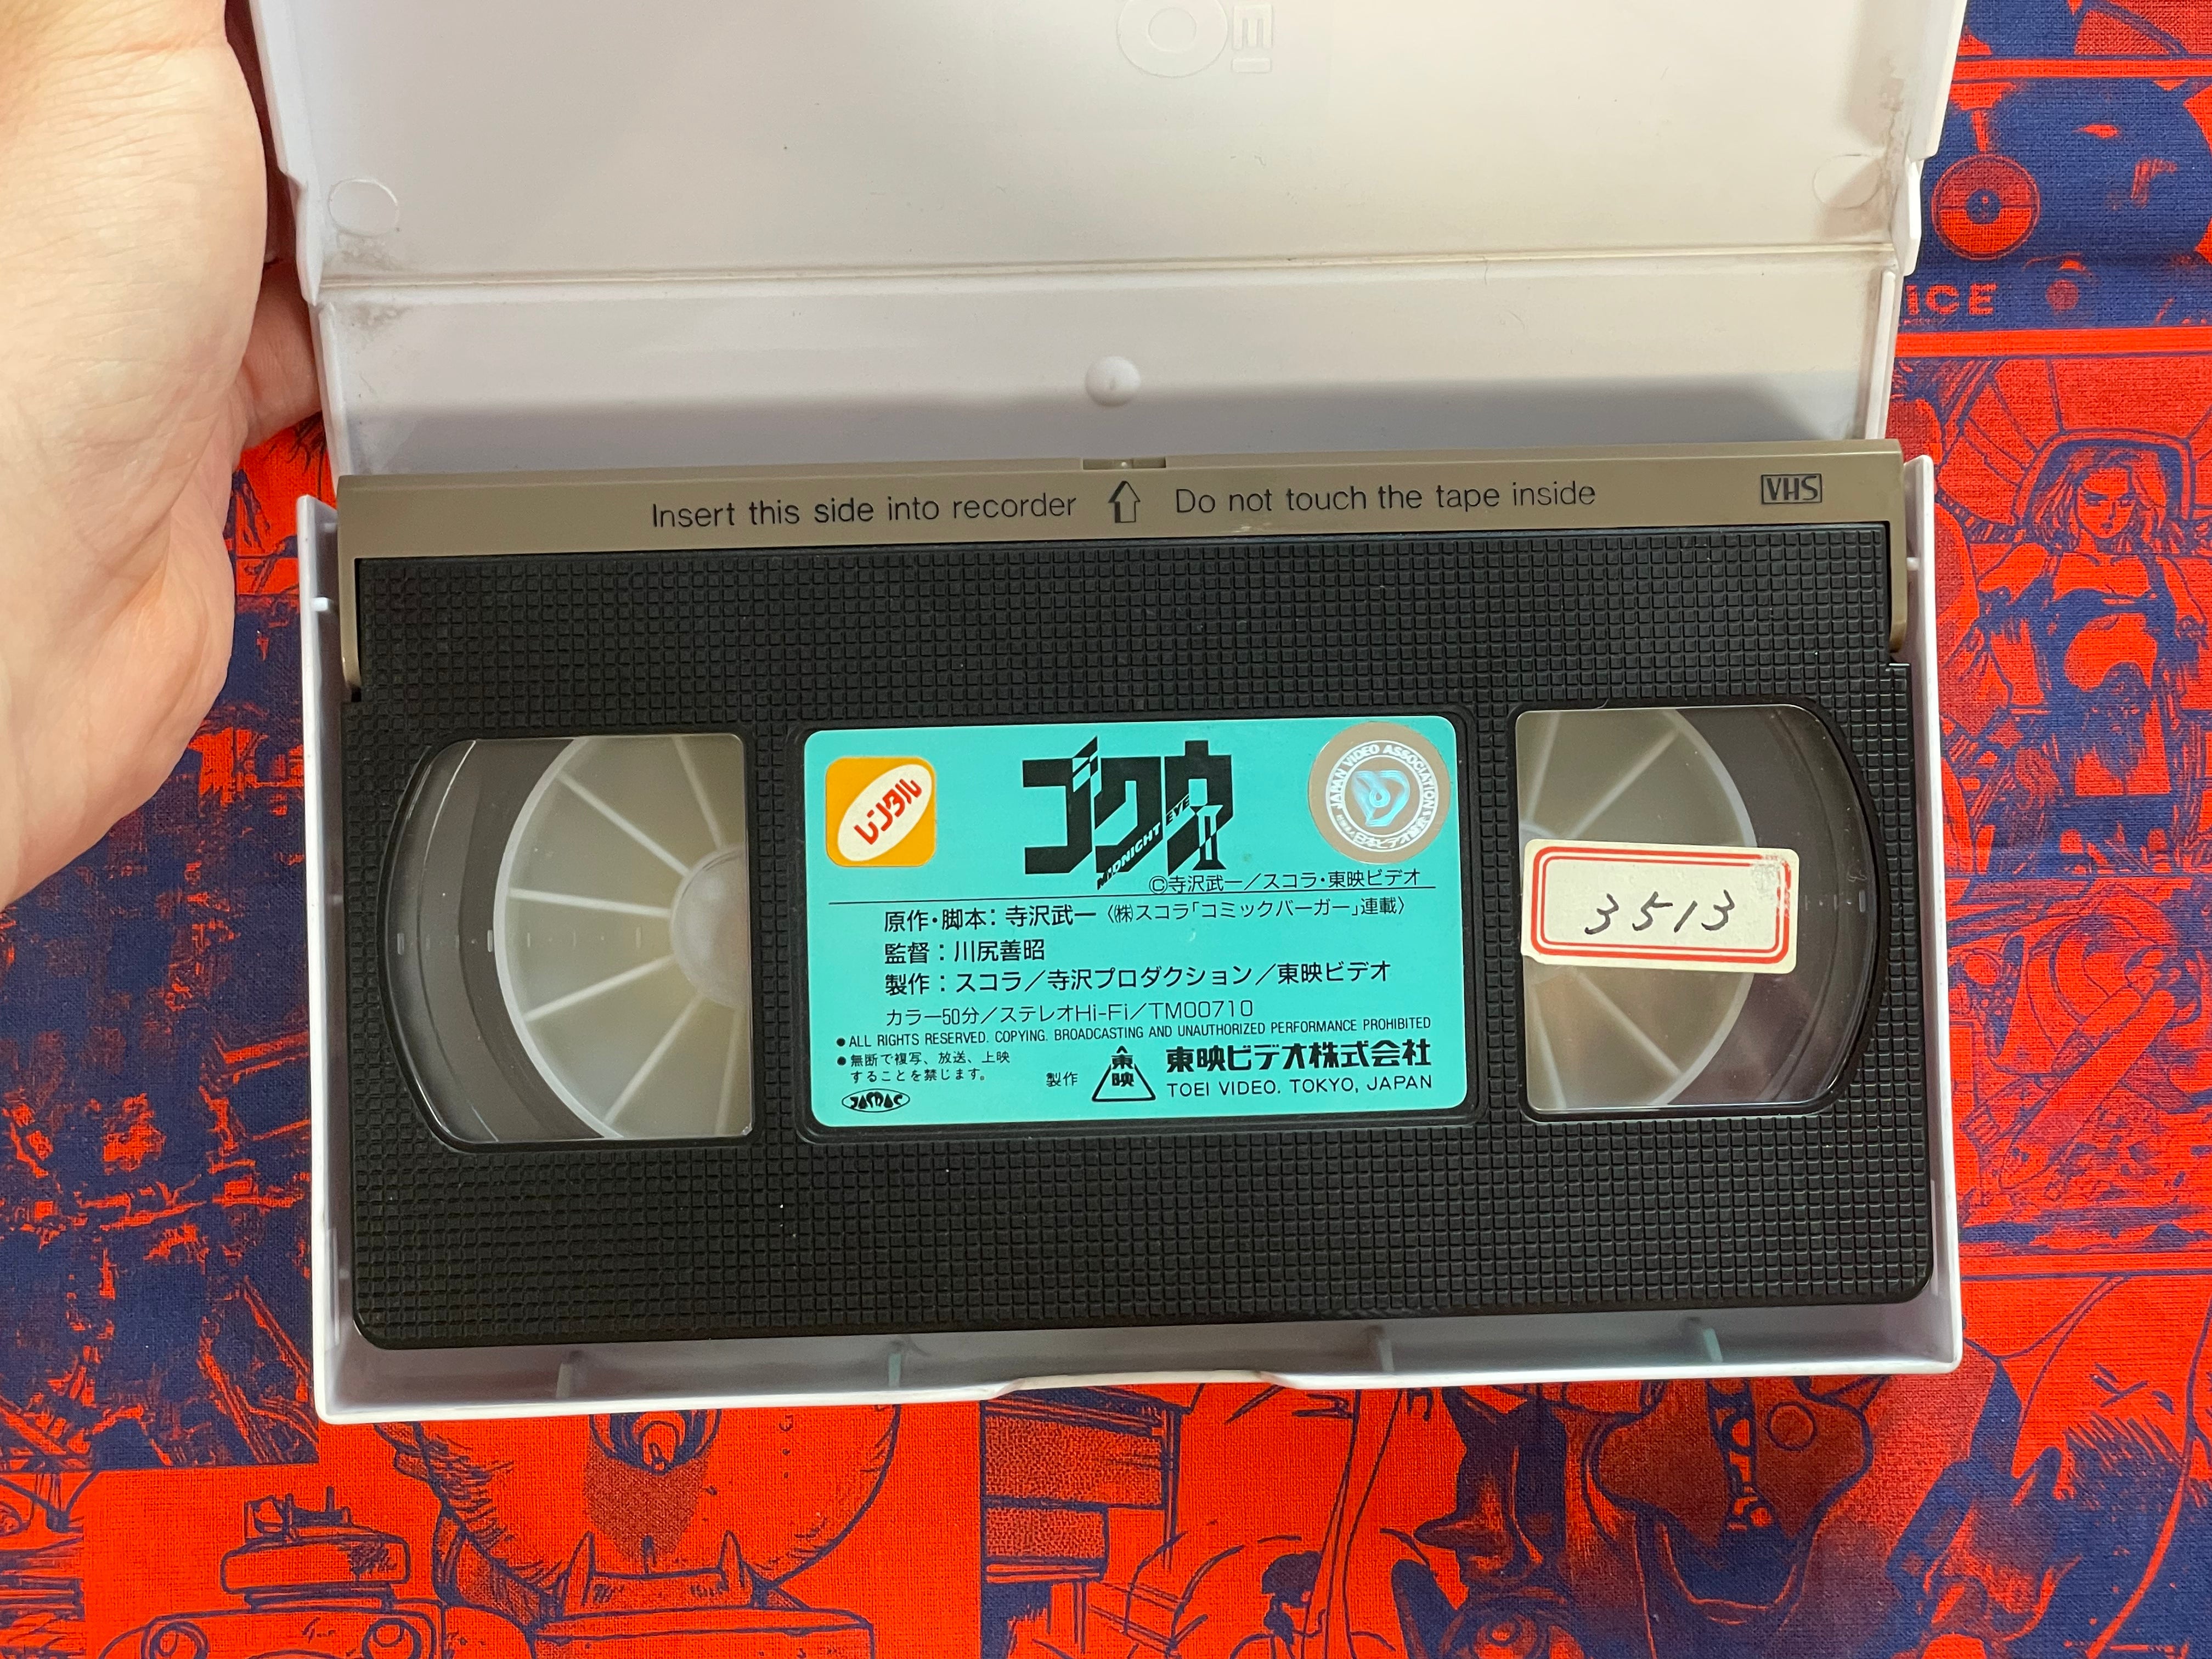 EI
ICE
Insert this side into recorder ⇧ Do not touch the tape inside
VHS
レンタル
ゴクウII
MIDNIGHT EYE
JAPAN VIDEO ASSOCIATION
©寺沢武一／スコラ・東映ビデオ
原作・脚本：寺沢武一〈㈱スコラ「コミックバーガー」連載〉
監督：川尻善昭
製作：スコラ／寺沢プロダクション／東映ビデオ
カラー50分／ステレオHi-Fi／TM00710
●ALL RIGHTS RESERVED. COPYING. BROADCASTING AND UNAUTHORIZED PERFORMANCE PROHIBITED
●無断で複写、放送、上映
することを禁じます。
JASRAC
製作
東映
東映ビデオ株式会社
TOEI VIDEO. TOKYO, JAPAN
3513